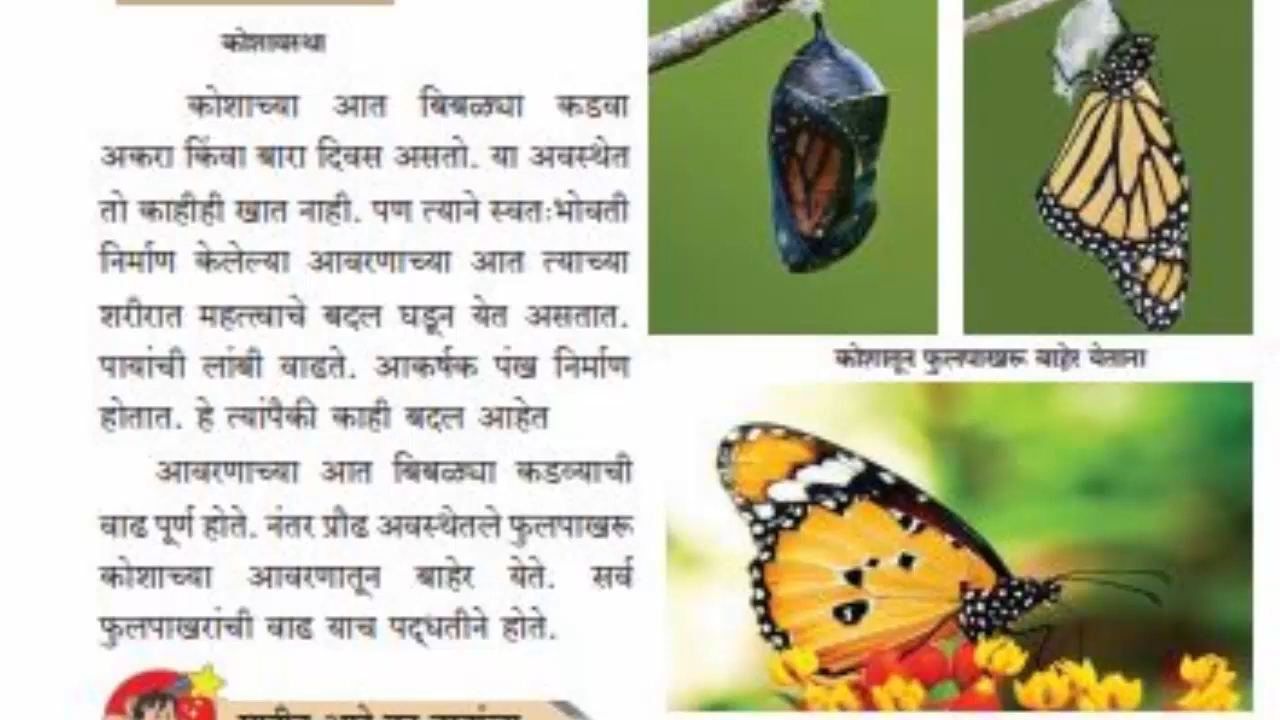 कोशावस्था
कोशाच्या आत बिबळ्या कडवा
अकरा किंवा बारा दिवस असतो. या अवस्थेत
तो काहीही खात नाही. पण त्याने स्वतःभोवती
निर्माण केलेल्या आवरणाच्या आत त्याच्या
शरीरात महत्त्वाचे बदल घडून येत असतात.
पायांची लांबी वाढते. आकर्षक पंख निर्माण
होतात. हे त्यांपैकी काही बदल आहेत
आवरणाच्या आत बिबळ्या कडव्याची
वाढ पूर्ण होते. नंतर प्रौढ अवस्थेतले फुलपाखरू
कोशाच्या आवरणातून बाहेर येते. सर्व
फुलपाखरांची वाढ याच पद्धतीने होते.
कोशातून फुलपाखरू बाहेर येताना